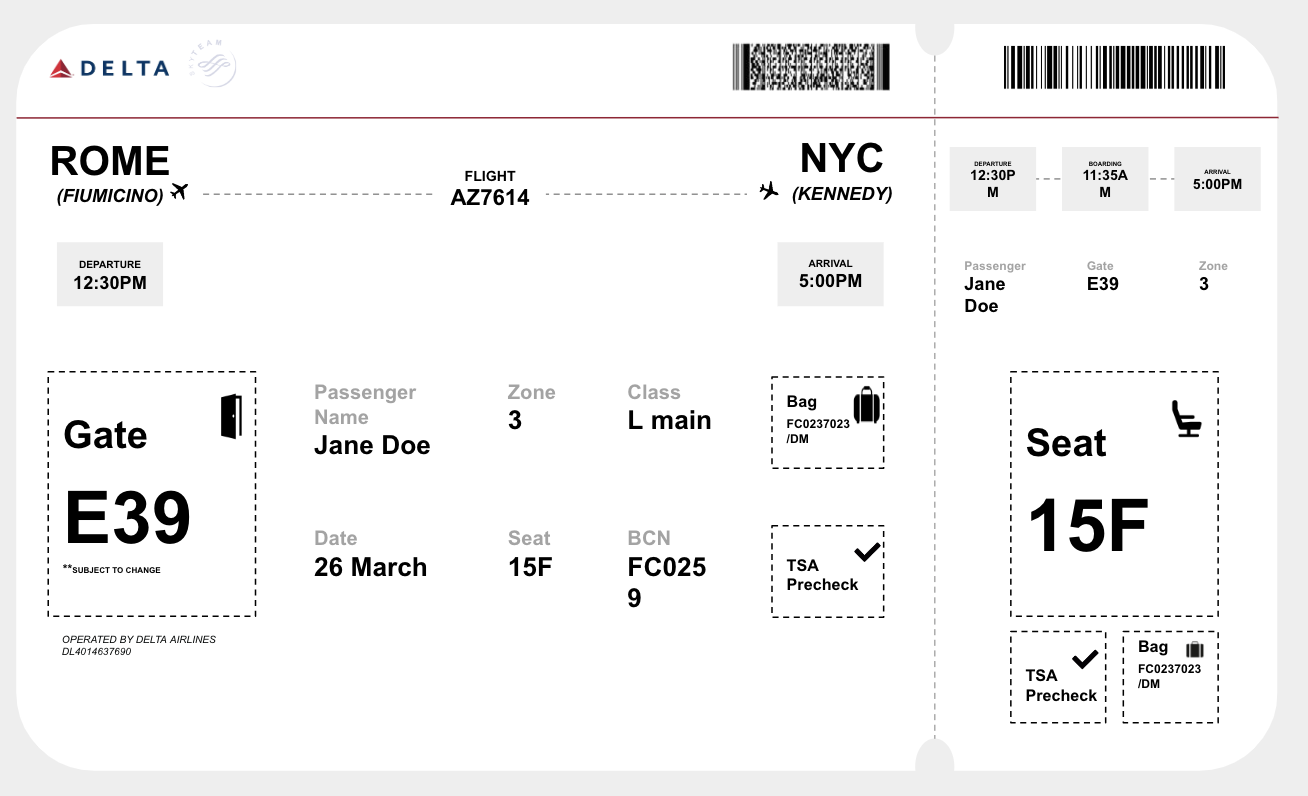 DELTA
SKYTEAM
ROME
(FIUMICINO)
FLIGHT
AZ7614
NYC
(KENNEDY)
DEPARTURE
12:30PM
ARRIVAL
5:00PM
Gate
E39
**SUBJECT TO CHANGE
OPERATED BY DELTA AIRLINES
DL4014637690
Passenger
Name
Jane Doe
Zone
3
Class
L main
Bag
FC0237023
/DM
Date
26 March
Seat
15F
BCN
FC025
9
TSA
Precheck
DEPARTURE
12:30P
M
BOARDING
11:35A
M
ARRIVAL
5:00PM
Passenger
Jane
Doe
Gate
E39
Zone
3
Seat
15F
TSA
Precheck
Bag
FC0237023
/DM